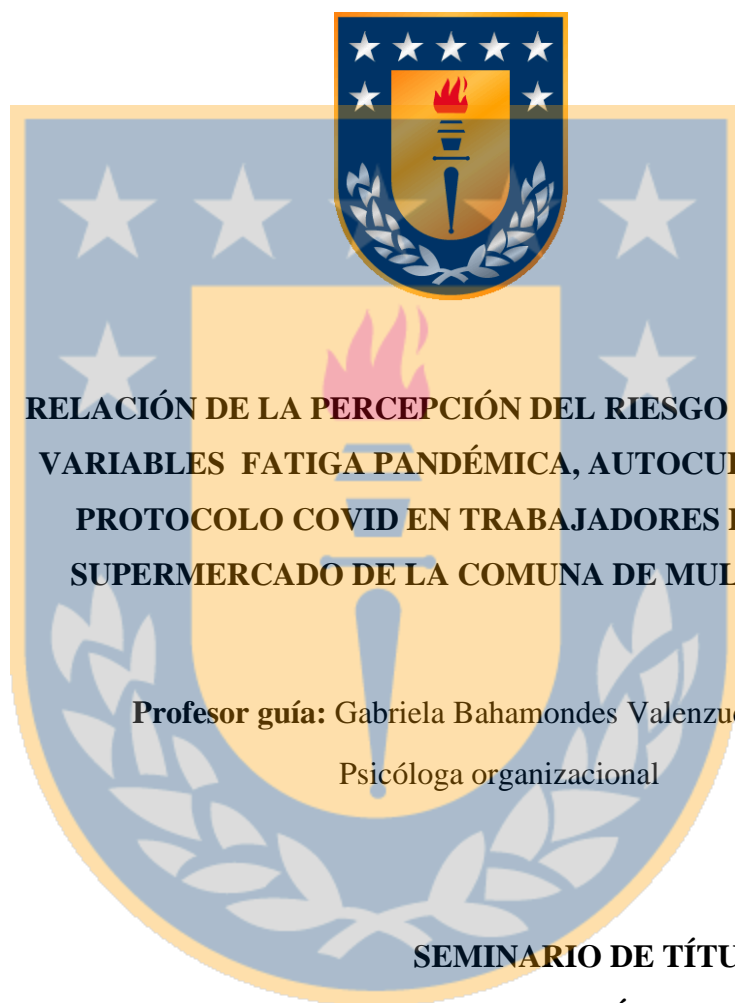 RELACIÓN DE LA PERCEPCIÓN DEL RIESGO
VARIABLES FATIGA PANDÉMICA, AUTOCU
PROTOCOLO COVID EN TRABAJADORES
SUPERMERCADO DE LA COMUNA DE MUL
Profesor guía: Gabriela Bahamondes Valenzu
Psicóloga organizacional
SEMINARIO DE TÍTU